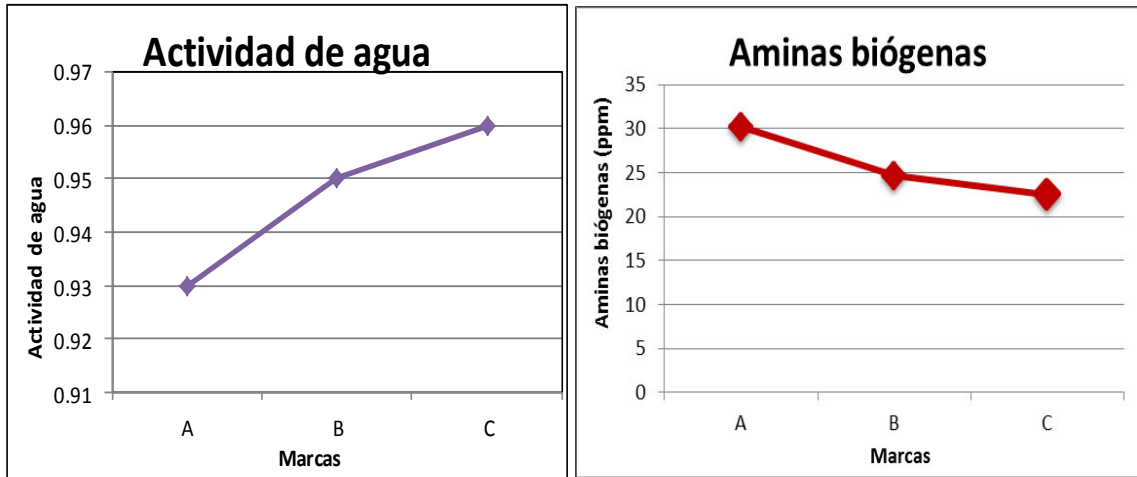 Actividad de agua
0.97
0.96
0.95
0.94
0.93
0.92
0.91
Actividad de agua
A B C
Marcas
Aminas biógenas
35
30
25
20
15
10
5
0
Aminas biógenas (ppm)
A B C
Marcas